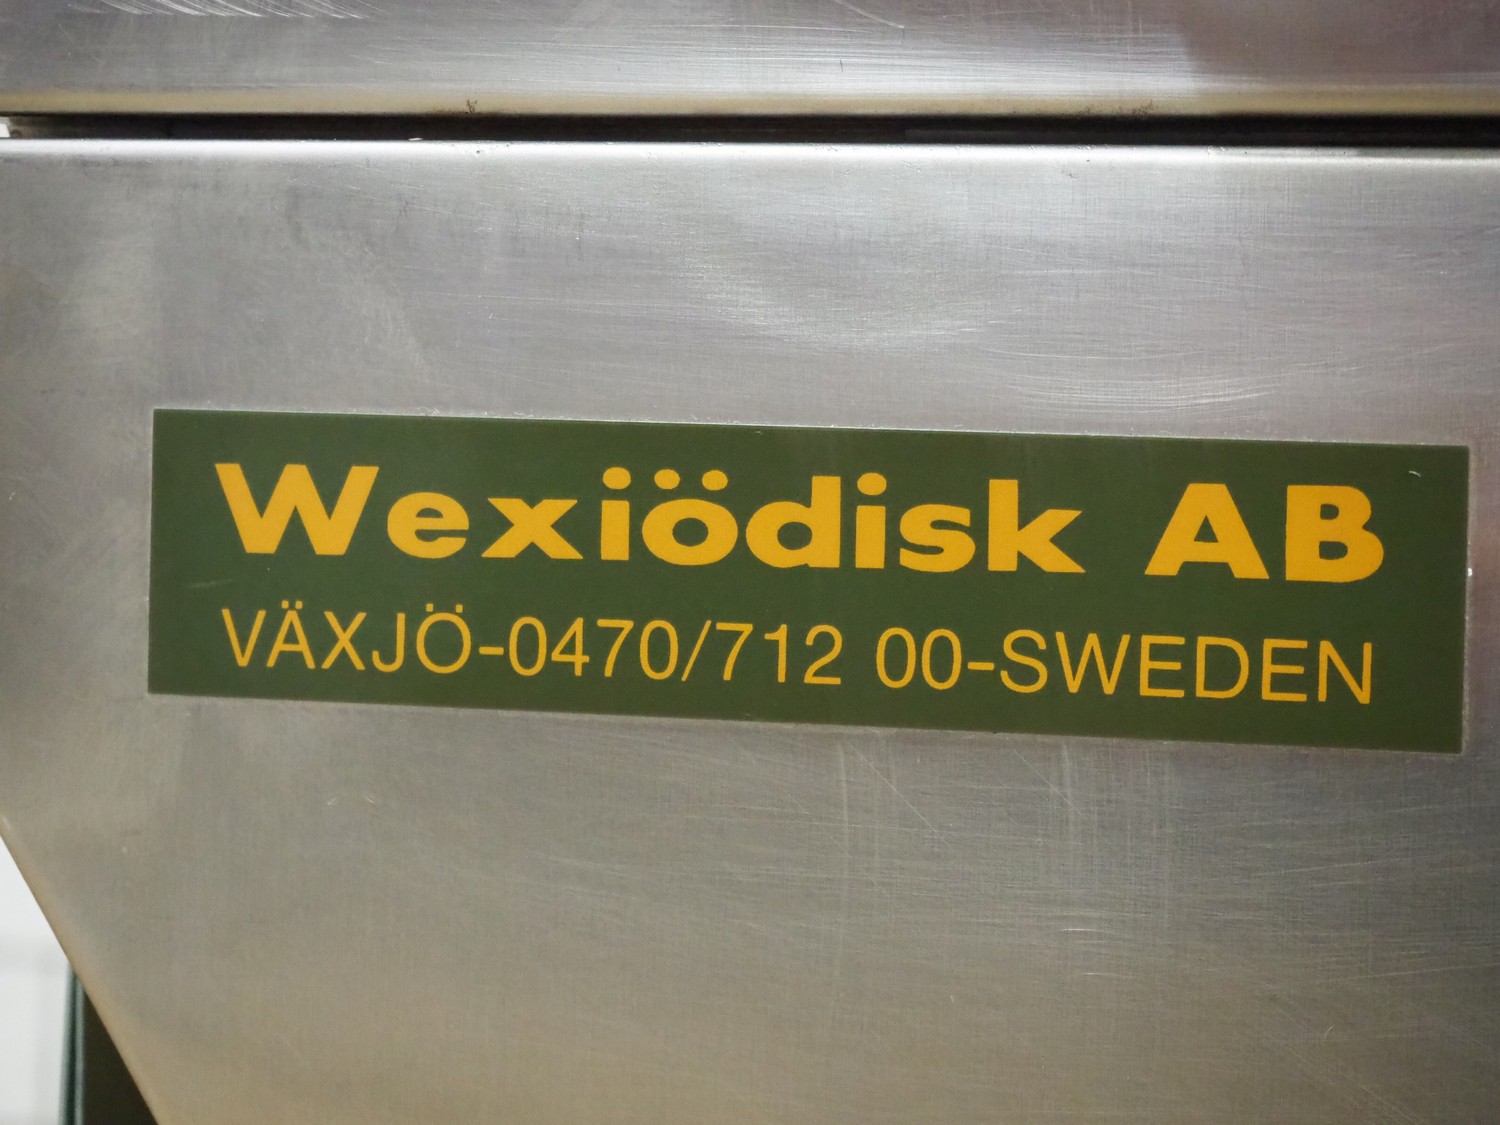 Wexiödisk AB
VÄXJÖ-0470/712 00-SWEDEN